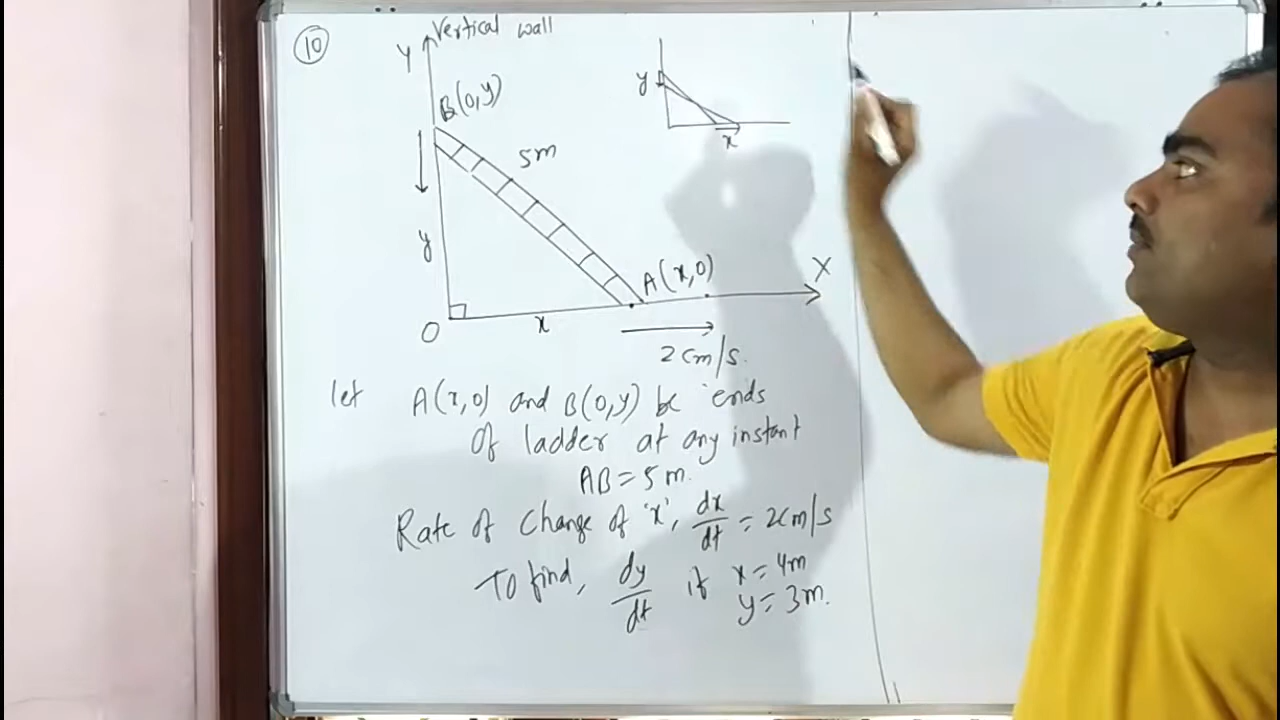 10
Vertical wall
Y
B(0,y)
5m
y
x
y
A(x,0)
X
O
x
2cm/s.
let A(x,0) and B(0,y) be ends
of ladder at any instant
AB = 5m.
Rate of change of 'x', dx/dt = 2cm/s
To find, dy/dt if x = 4m
y = 3m.